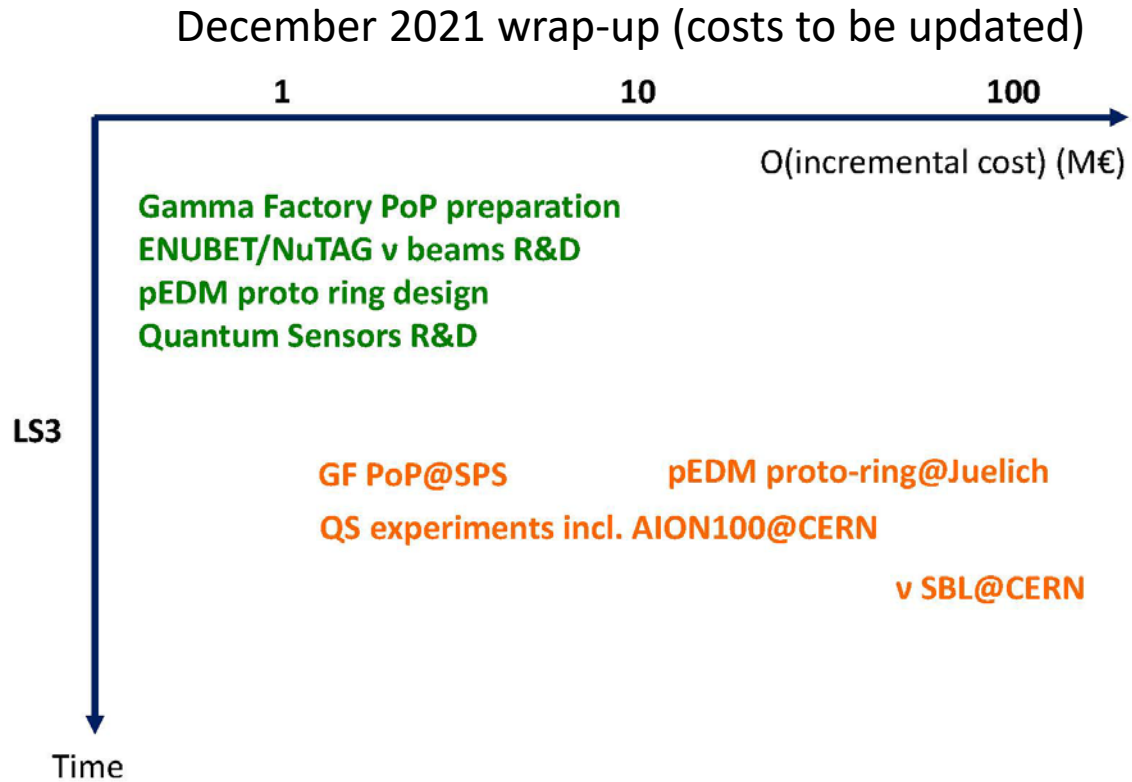 December 2021 wrap-up (costs to be updated)
1 10 100
O(incremental cost) (M€)
Gamma Factory PoP preparation
ENUBET/NuTAG ν beams R&D
pEDM proto ring design
Quantum Sensors R&D
LS3
GF PoP@SPS pEDM proto-ring@Juelich
QS experiments incl. AION100@CERN
ν SBL@CERN
Time